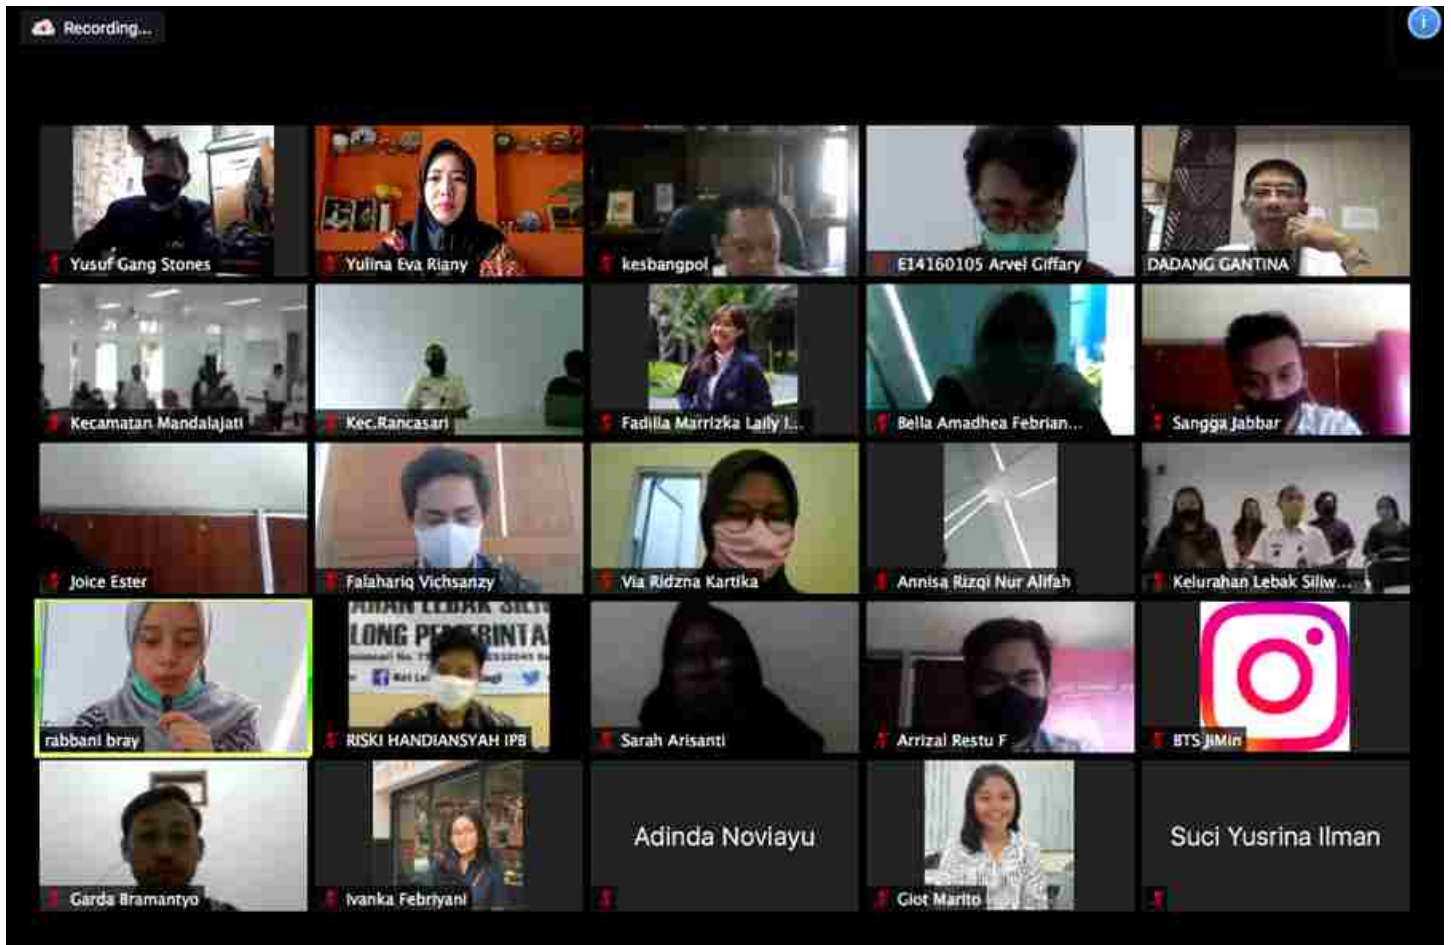 Recording...
Yusuf Gang Stones
Yulina Eva Riany
kesbangpol
E14160105 Arvel Giffary
DADANG GANTINA
Kecamatan Mandalajati
Kec.Rancasari
Fadilla Marrizka Laily I...
Bella Amadhea Febrian...
Sangga Jabbar
Joice Ester
Falahariq Vichsanzy
Via Ridzna Kartika
Annisa Rizqi Nur Alifah
Kelurahan Lebak Siliw...
rabbani bray
LEBAK
RISKI HANDIANSYAH IPB
Sarah Arisanti
Arrizal Restu F
BTS JiMin
Garda Bramantyo
Ivanka Febriyani
Adinda Noviayu
Giot Marito
Suci Yusrina Ilman